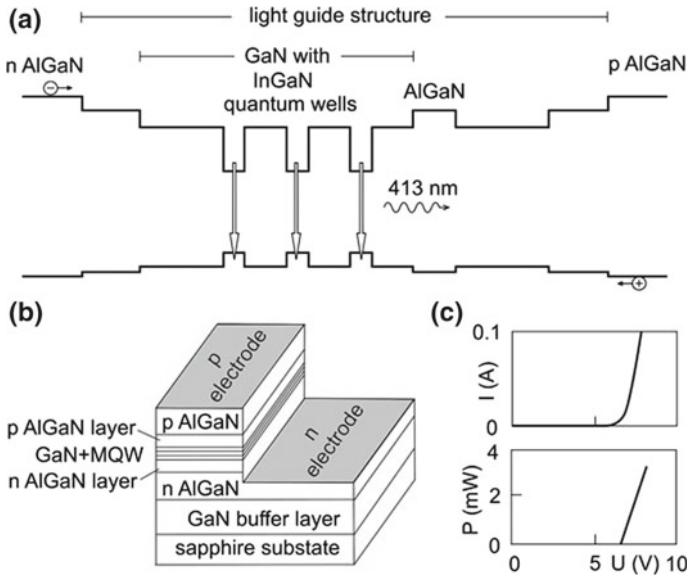 (a)
light guide structure
n AlGaN
GaN with
InGaN
quantum wells
AlGaN
p AlGaN
413 nm
(b)
p
electrode
n
electrode
p AlGaN
p AlGaN layer
GaN+MQW
n AlGaN layer
n AlGaN
GaN buffer layer
sapphire substate
(c)
0.1
I (A)
0
4
2
P (mW)
0
0 5 U (V) 10